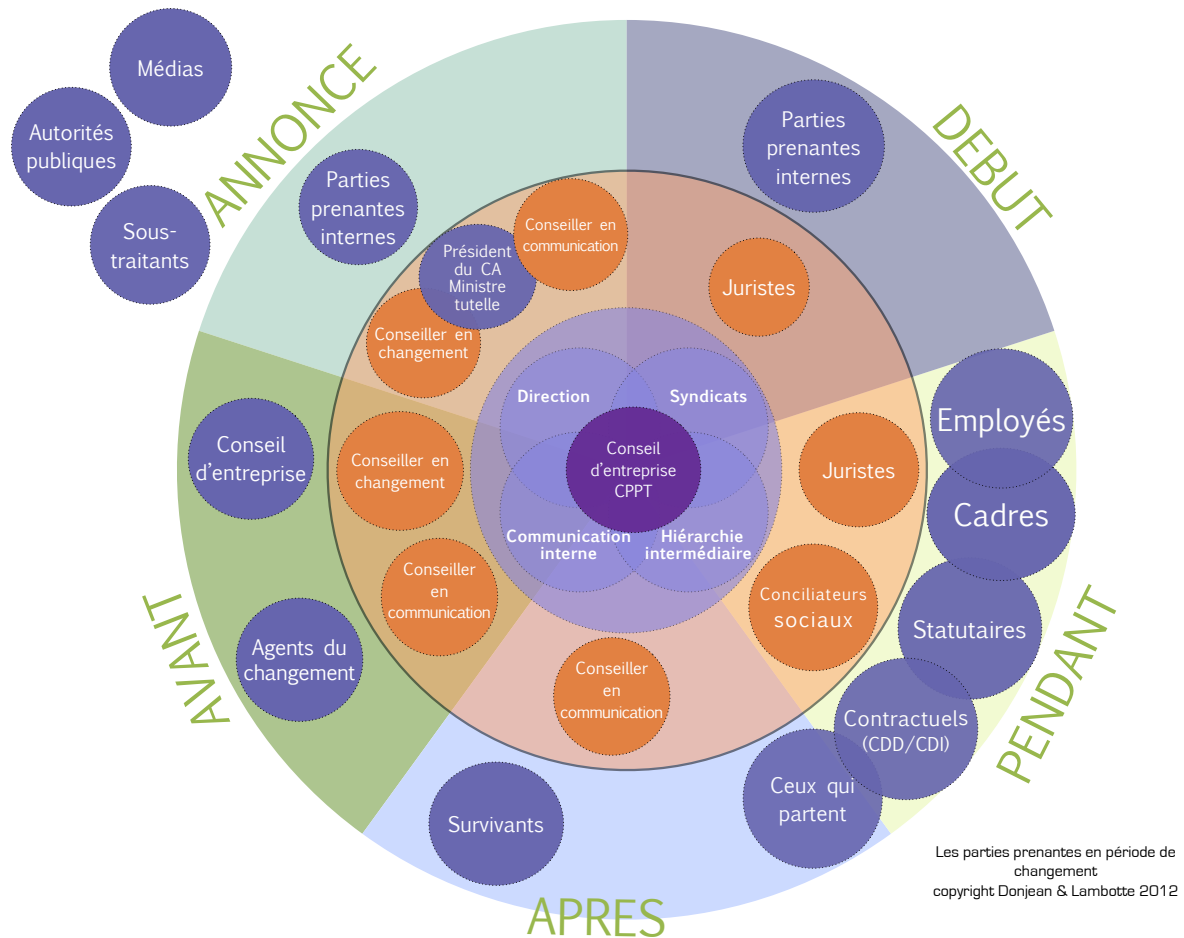 Médias
Autorités
publiques
Sous-
traitants
ANNONCE
Parties
prenantes
internes
Président
du CA
Ministre
tutelle
Conseiller en
communication
Conseiller en
changement
DEBUT
Parties
prenantes
internes
Juristes
Direction
Syndicats
Conseil
d'entreprise
CPPT
Communication
interne
Hiérarchie
intermédiaire
AVANT
Conseil
d'entreprise
Conseiller en
changement
Conseiller
en
communication
Agents du
changement
PENDANT
Employés
Cadres
Juristes
Conciliateurs
sociaux
Statutaires
Contractuels
(CDD/CDI)
Ceux qui
partent
APRES
Conseiller
en
communication
Survivants
Les parties prenantes en période de
changement
copyright Donjean & Lambotte 2012